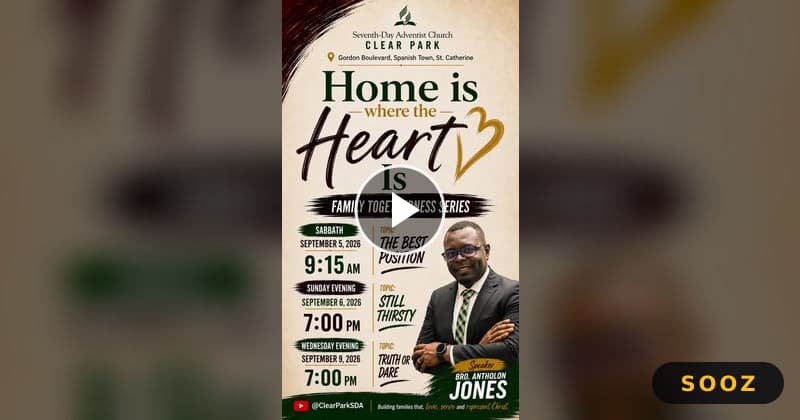 Seventh-Day Adventist Church
CLEAR PARK
Gordon Boulevard, Spanish Town, St. Catherine
Home is
where the
Heart
Is
FAMILY TOGETHERNESS SERIES
SABBATH
SEPTEMBER 5, 2026
9:15 AM
TOPIC:
THE BEST
POSITION
SUNDAY EVENING
SEPTEMBER 6, 2026
7:00 PM
TOPIC:
STILL
THIRSTY
WEDNESDAY EVENING
SEPTEMBER 9, 2026
7:00 PM
TOPIC:
TRUTH OR
DARE
Speaker
BRO. ANTHOLON
JONES
@ClearParkSDA
Building families that, love, serve and represent Christ.
SOOZ